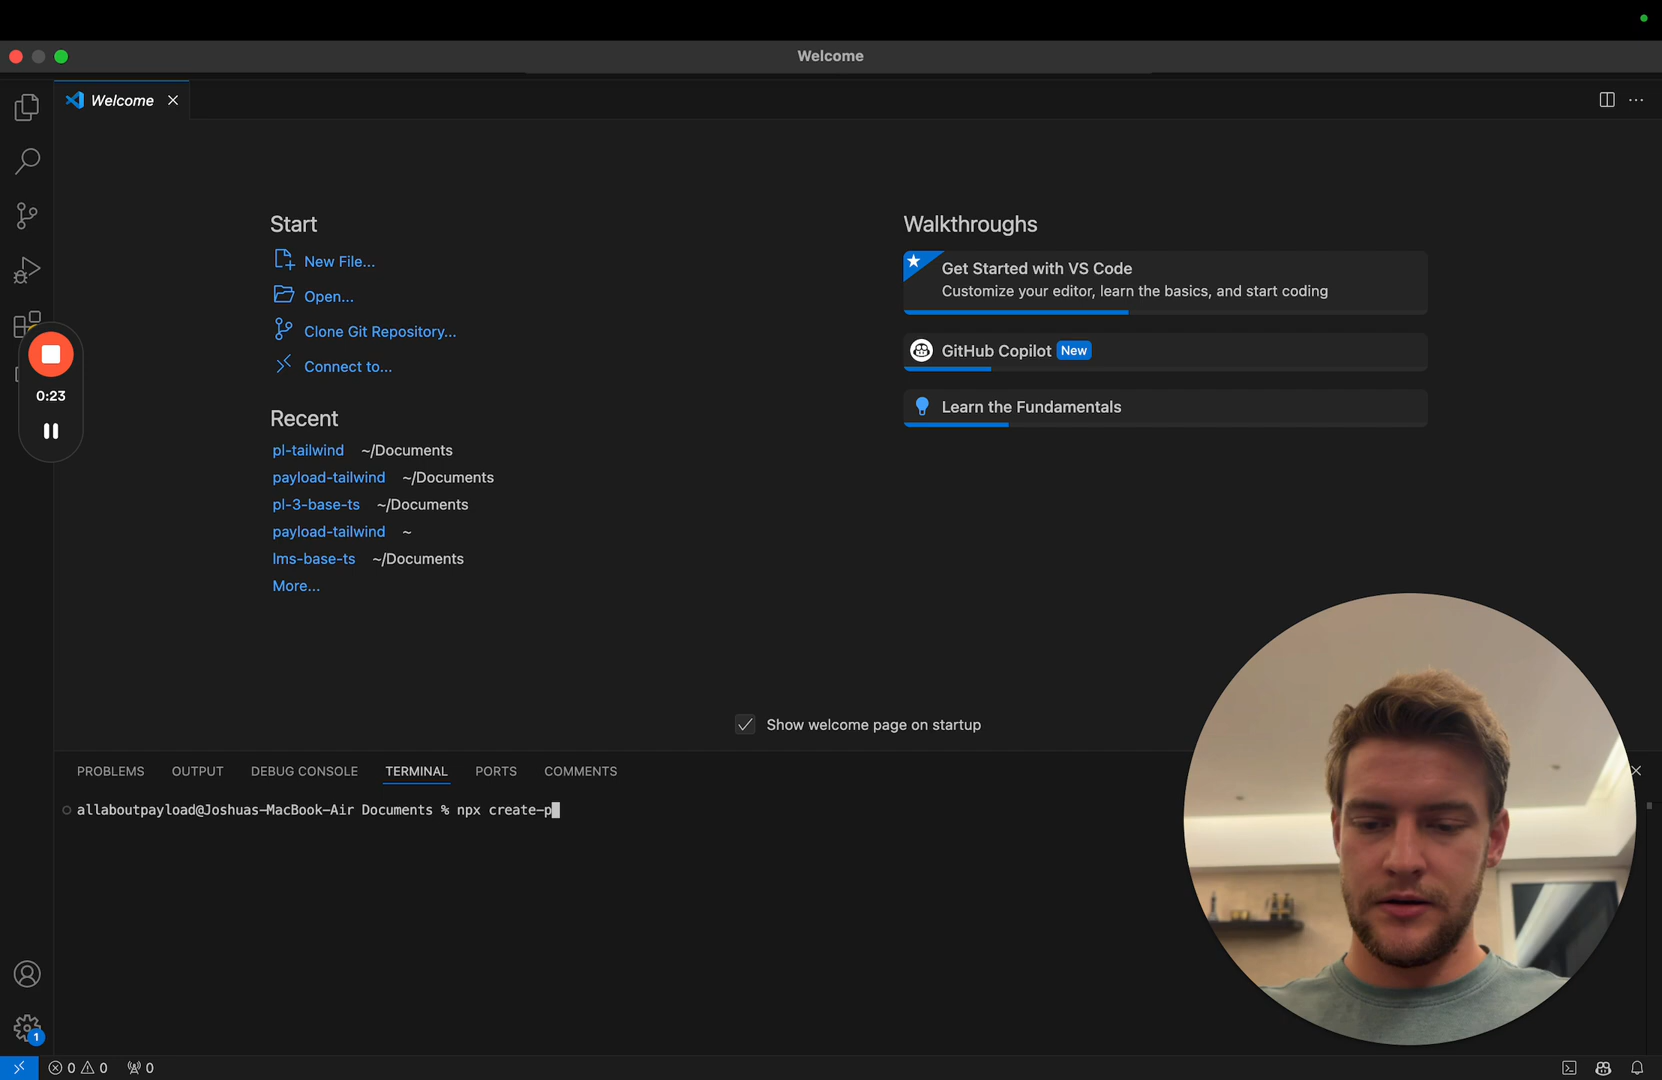 Welcome
Welcome
Start
New File...
Open...
Clone Git Repository...
Connect to...
Recent
pl-tailwind ~/Documents
payload-tailwind ~/Documents
pl-3-base-ts ~/Documents
payload-tailwind ~
lms-base-ts ~/Documents
More...
Walkthroughs
Get Started with VS Code
Customize your editor, learn the basics, and start coding
GitHub Copilot New
Learn the Fundamentals
0:23
Show welcome page on startup
PROBLEMS OUTPUT DEBUG CONSOLE TERMINAL PORTS COMMENTS
allaboutpayload@Joshuas-MacBook-Air Documents % npx create-p
1
0 0 0